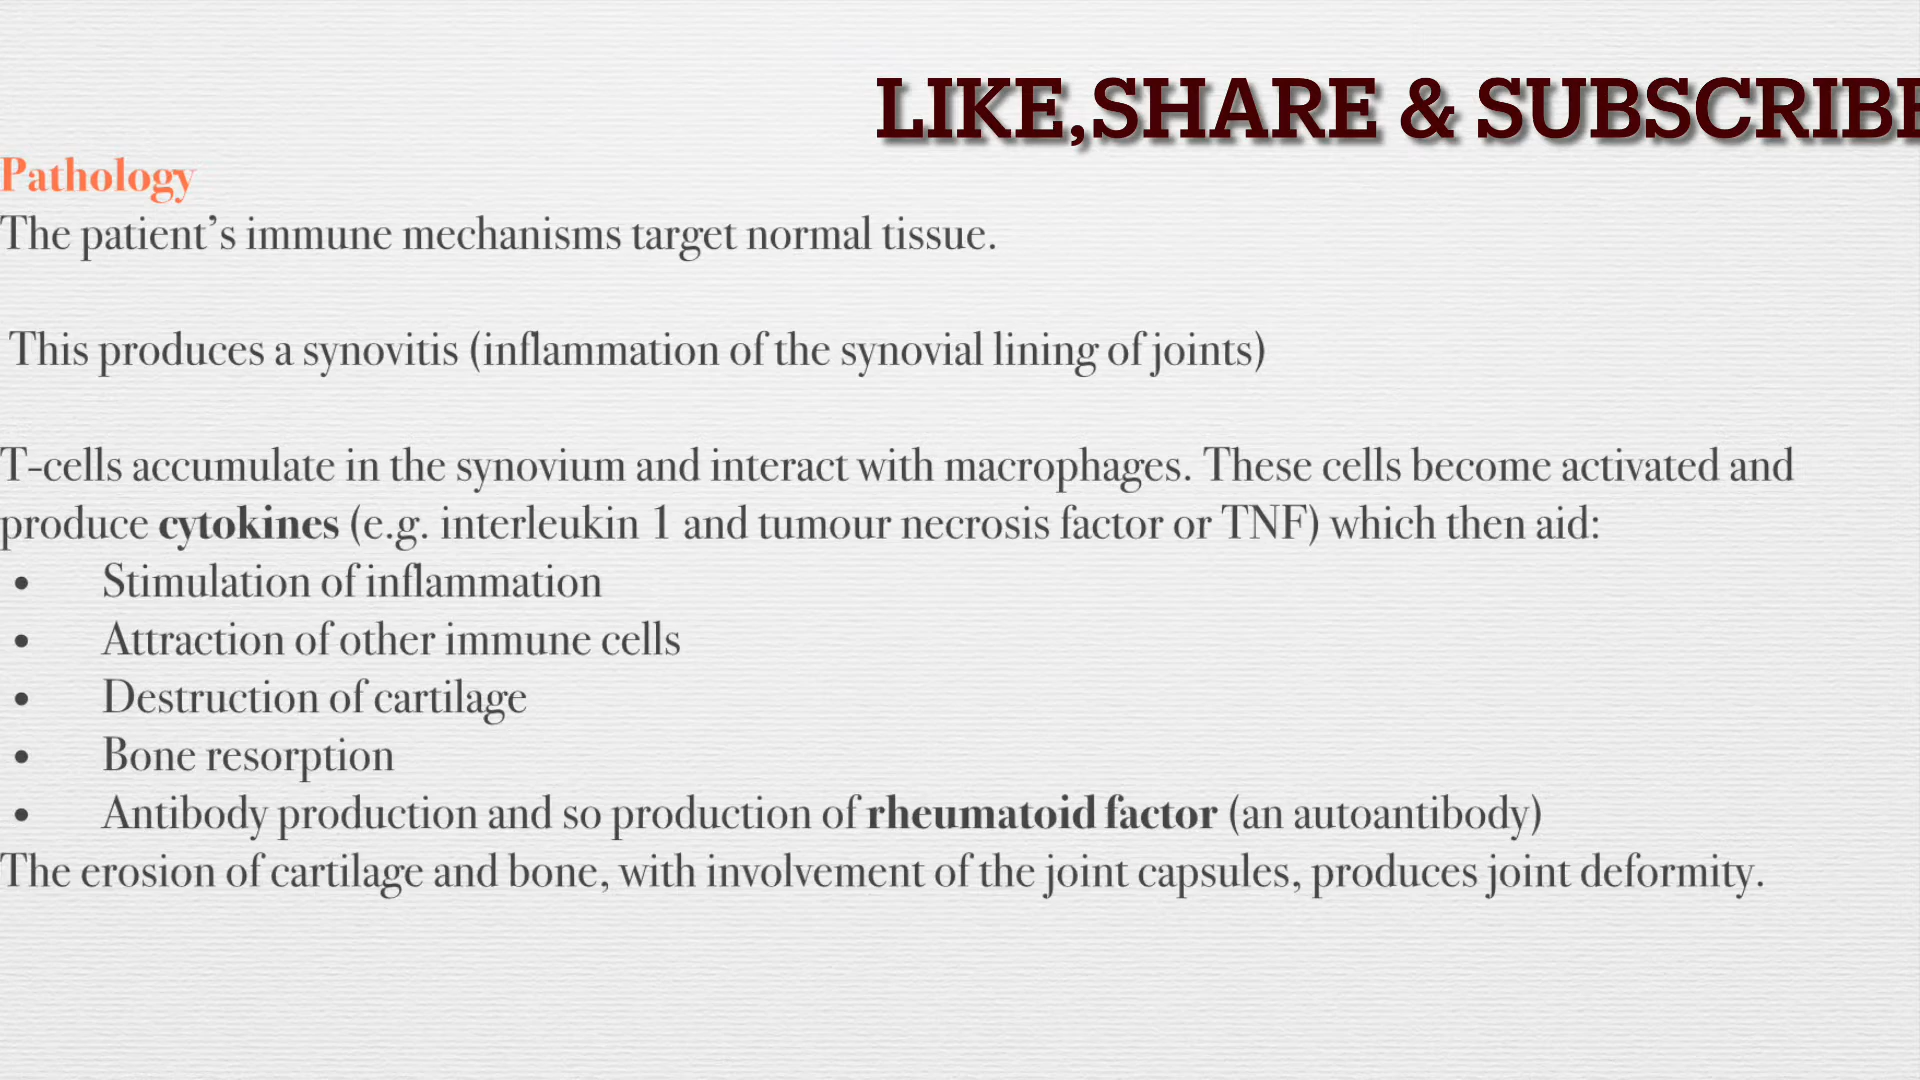 LIKE,SHARE & SUBSCRIBE
Pathology
The patient’s immune mechanisms target normal tissue.
This produces a synovitis (inflammation of the synovial lining of joints)
T-cells accumulate in the synovium and interact with macrophages. These cells become activated and
produce cytokines (e.g. interleukin 1 and tumour necrosis factor or TNF) which then aid:
• Stimulation of inflammation
• Attraction of other immune cells
• Destruction of cartilage
• Bone resorption
• Antibody production and so production of rheumatoid factor (an autoantibody)
The erosion of cartilage and bone, with involvement of the joint capsules, produces joint deformity.